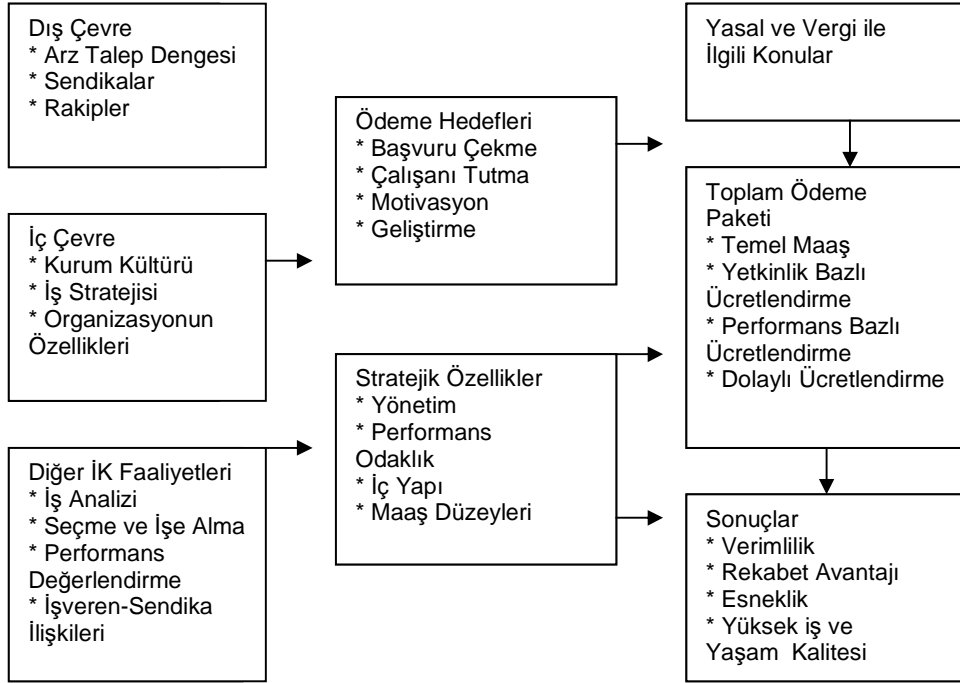 Dış Çevre
* Arz Talep Dengesi
* Sendikalar
* Rakipler
İç Çevre
* Kurum Kültürü
* İş Stratejisi
* Organizasyonun
Özellikleri
Diğer İK Faaliyetleri
* İş Analizi
* Seçme ve İşe Alma
* Performans
Değerlendirme
* İşveren-Sendika
İlişkileri
Ödeme Hedefleri
* Başvuru Çekme
* Çalışanı Tutma
* Motivasyon
* Geliştirme
Stratejik Özellikler
* Yönetim
* Performans
Odaklık
* İç Yapı
* Maaş Düzeyleri
Yasal ve Vergi ile
İlgili Konular
Toplam Ödeme
Paketi
* Temel Maaş
* Yetkinlik Bazlı
Ücretlendirme
* Performans Bazlı
Ücretlendirme
* Dolaylı Ücretlendirme
Sonuçlar
* Verimlilik
* Rekabet Avantajı
* Esneklik
* Yüksek iş ve
Yaşam Kalitesi